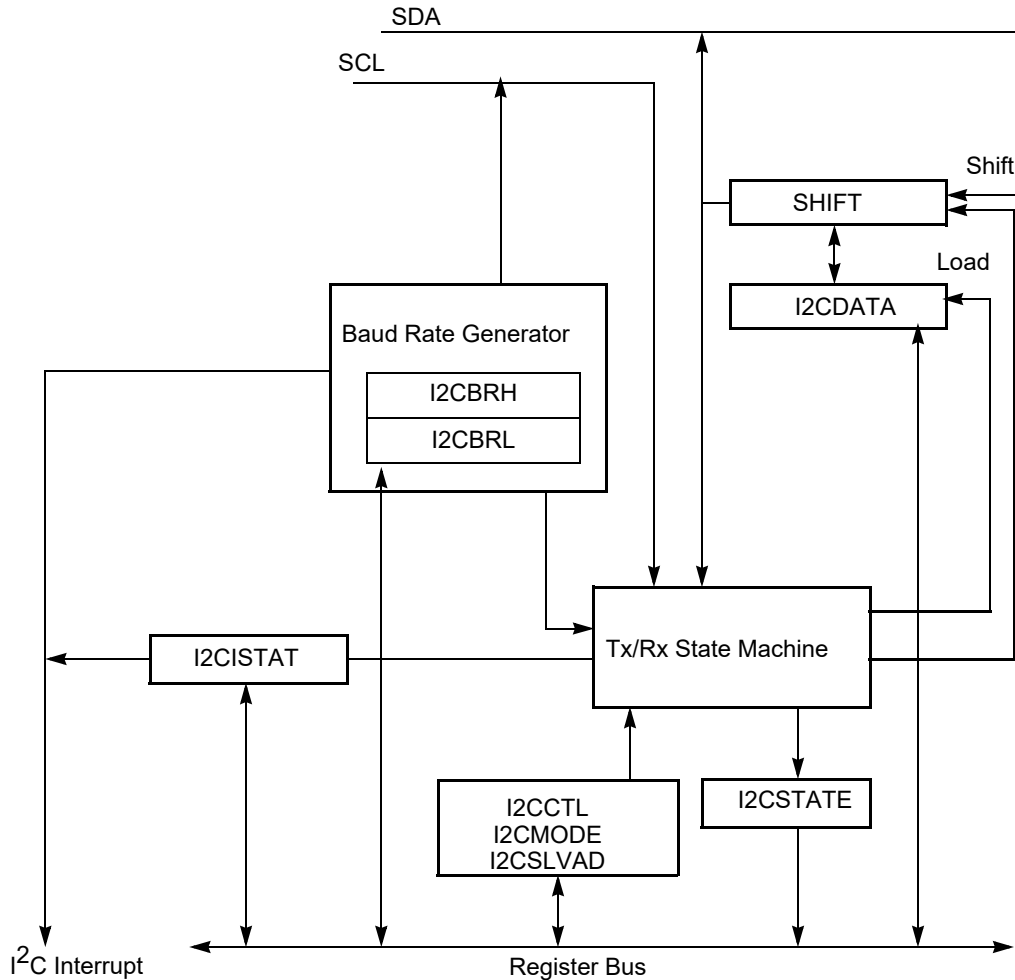 SDA
SCL
Shift
SHIFT
Load
I2CDATA
Baud Rate Generator
I2CBRH
I2CBRL
Tx/Rx State Machine
I2CISTAT
I2CCTL
I2CMODE
I2CSLVAD
I2CSTATE
I2C Interrupt
Register Bus